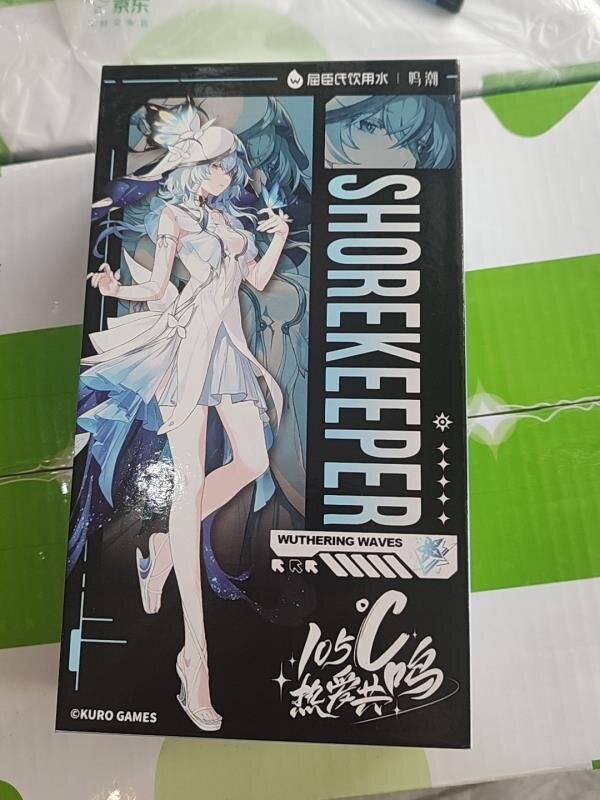 京东
屈臣氏饮用水 | 鸣潮
SHOREKEEPER
WUTHERING WAVES
105℃
热爱共鸣
©KURO GAMES